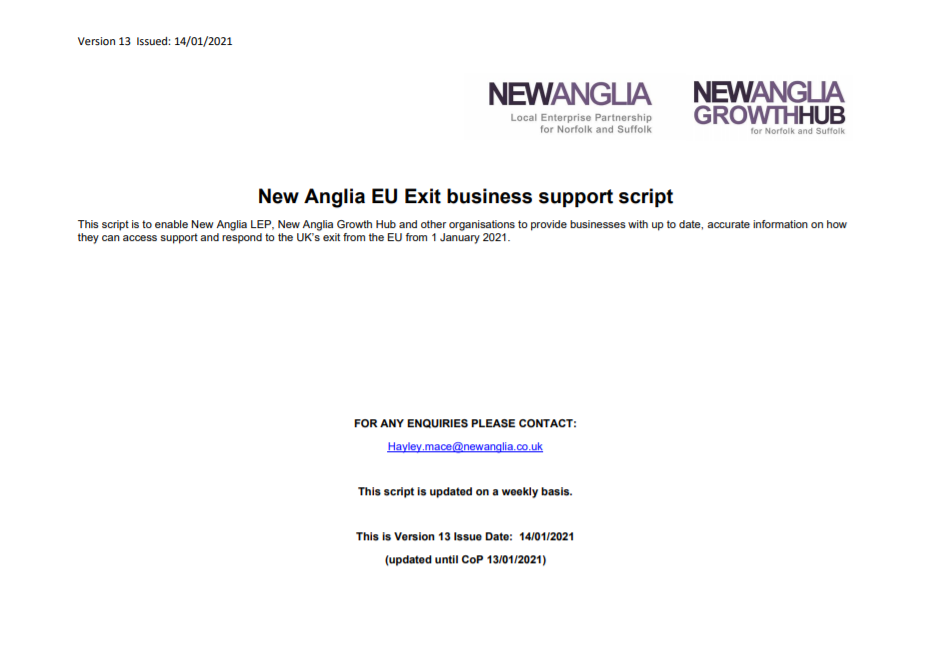 Version 13 Issued: 14/01/2021
NEWANGLIA
Local Enterprise Partnership
for Norfolk and Suffolk
NEWANGLIA
GROWTHHUB
for Norfolk and Suffolk
New Anglia EU Exit business support script
This script is to enable New Anglia LEP, New Anglia Growth Hub and other organisations to provide businesses with up to date, accurate information on how
they can access support and respond to the UK's exit from the EU from 1 January 2021.
FOR ANY ENQUIRIES PLEASE CONTACT:
Hayley.mace@newanglia.co.uk
This script is updated on a weekly basis.
This is Version 13 Issue Date: 14/01/2021
(updated until CoP 13/01/2021)